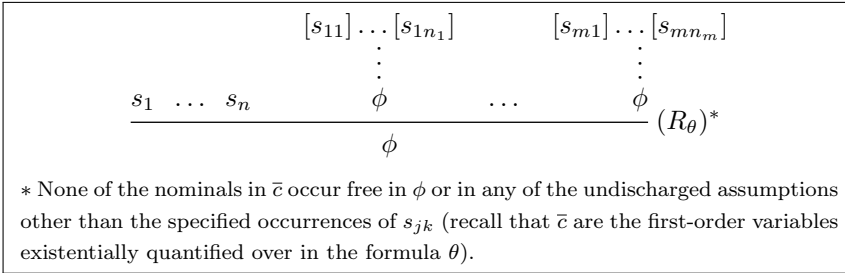 [s_{11}] … [s_{1n_1}] [s_{m1}] … [s_{mn_m}]
⋮ ⋮
s_1 … s_n ϕ … ϕ
(R_θ)*
ϕ
* None of the nominals in c̄ occur free in ϕ or in any of the undischarged assumptions
other than the specified occurrences of s_{jk} (recall that c̄ are the first-order variables
existentially quantified over in the formula θ).